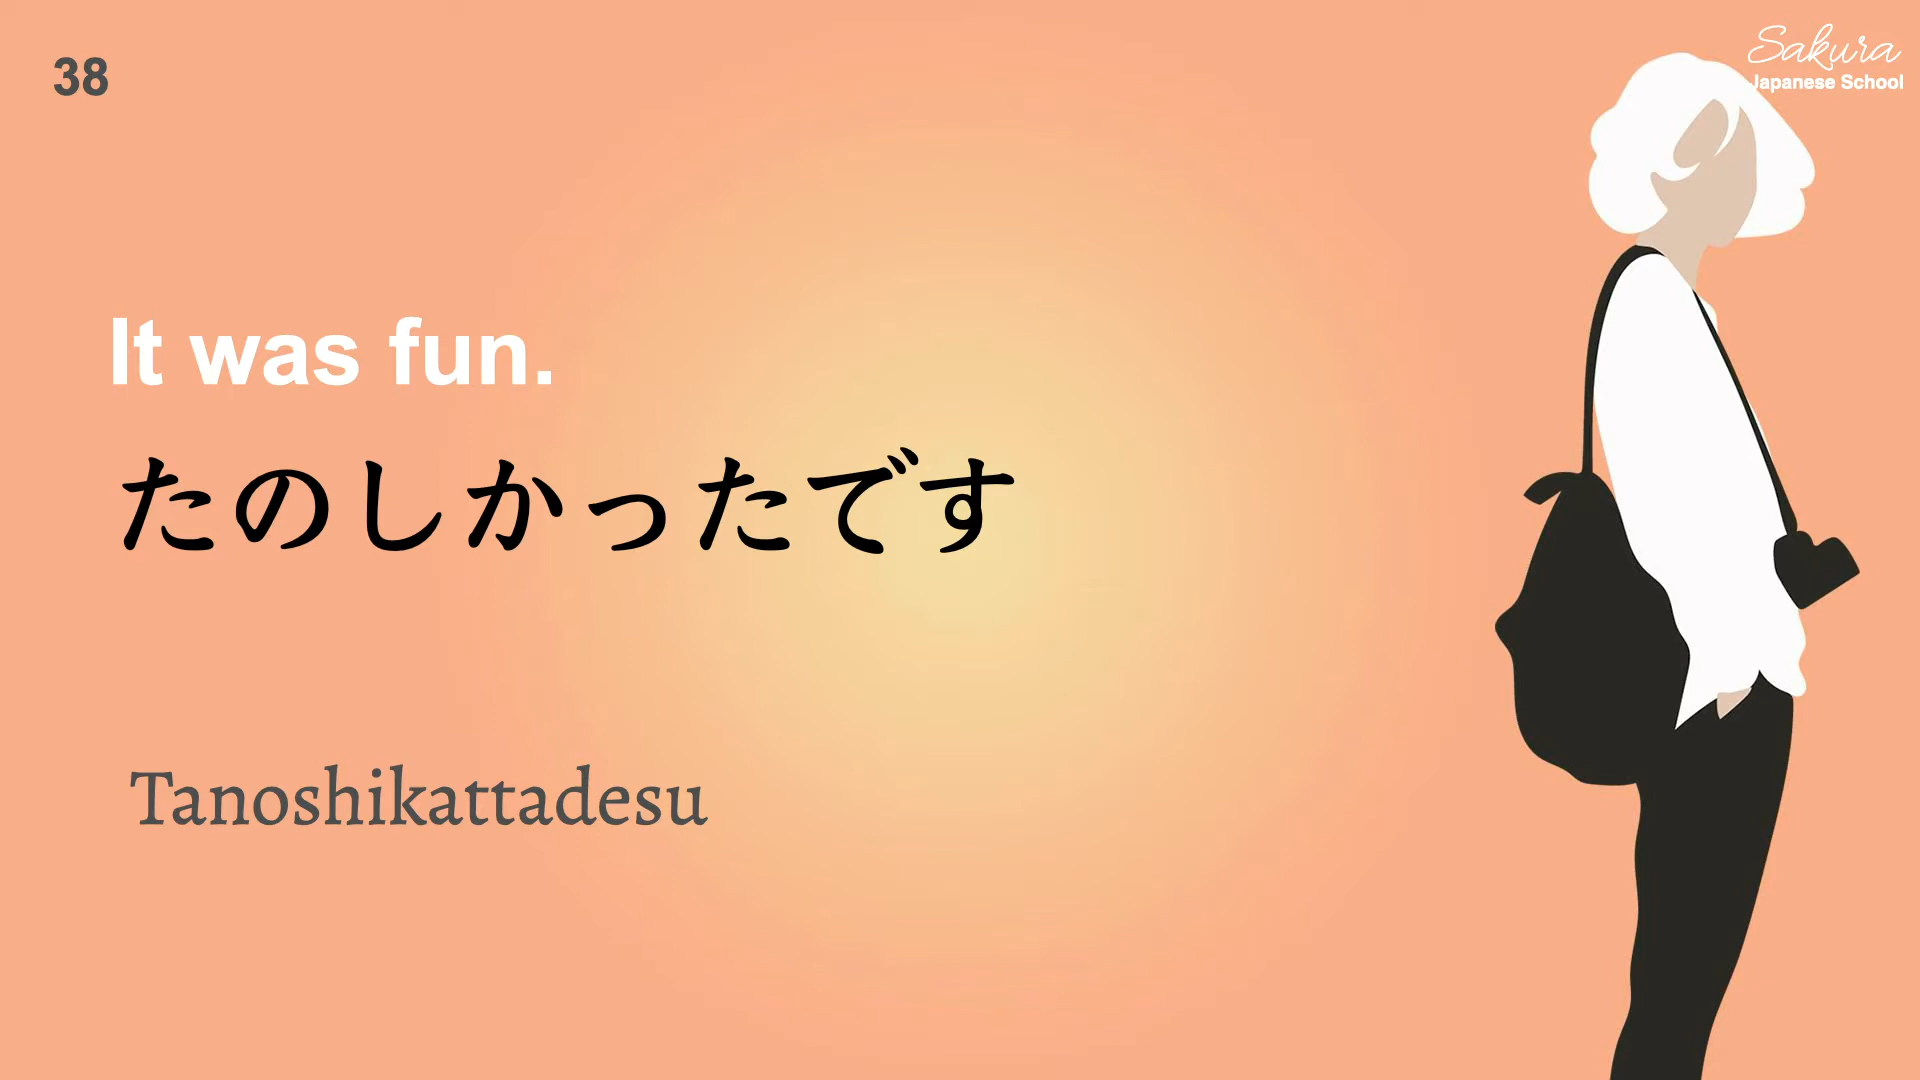 38
Sakura
Japanese School
It was fun.
たのしかったです
Tanoshikattadesu